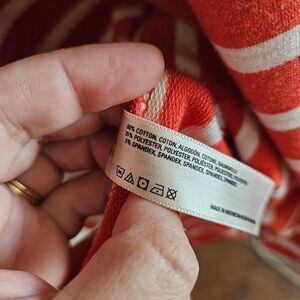 60% COTTON, COTON, ALGODÓN, COTONE, BAUMWOLLE
35% POLYESTER, POLYESTER, POLIÉSTER, POLIESTERE
5% SPANDEX, SPANDEX, SPANDEX, SPANDEX, SPANDEX
MADE IN INDONESIA